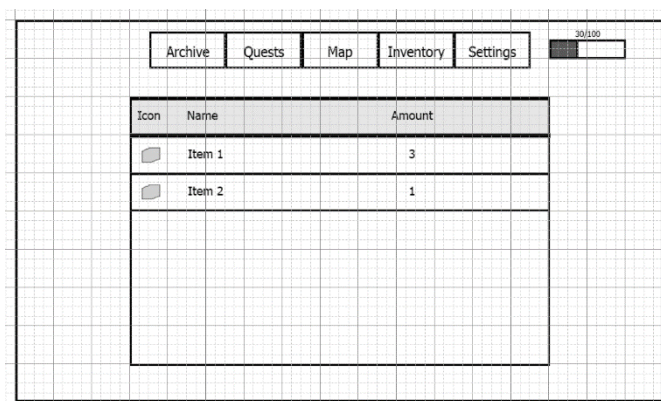 30/100
Archive Quests Map Inventory Settings
Icon Name Amount
Item 1 3
Item 2 1